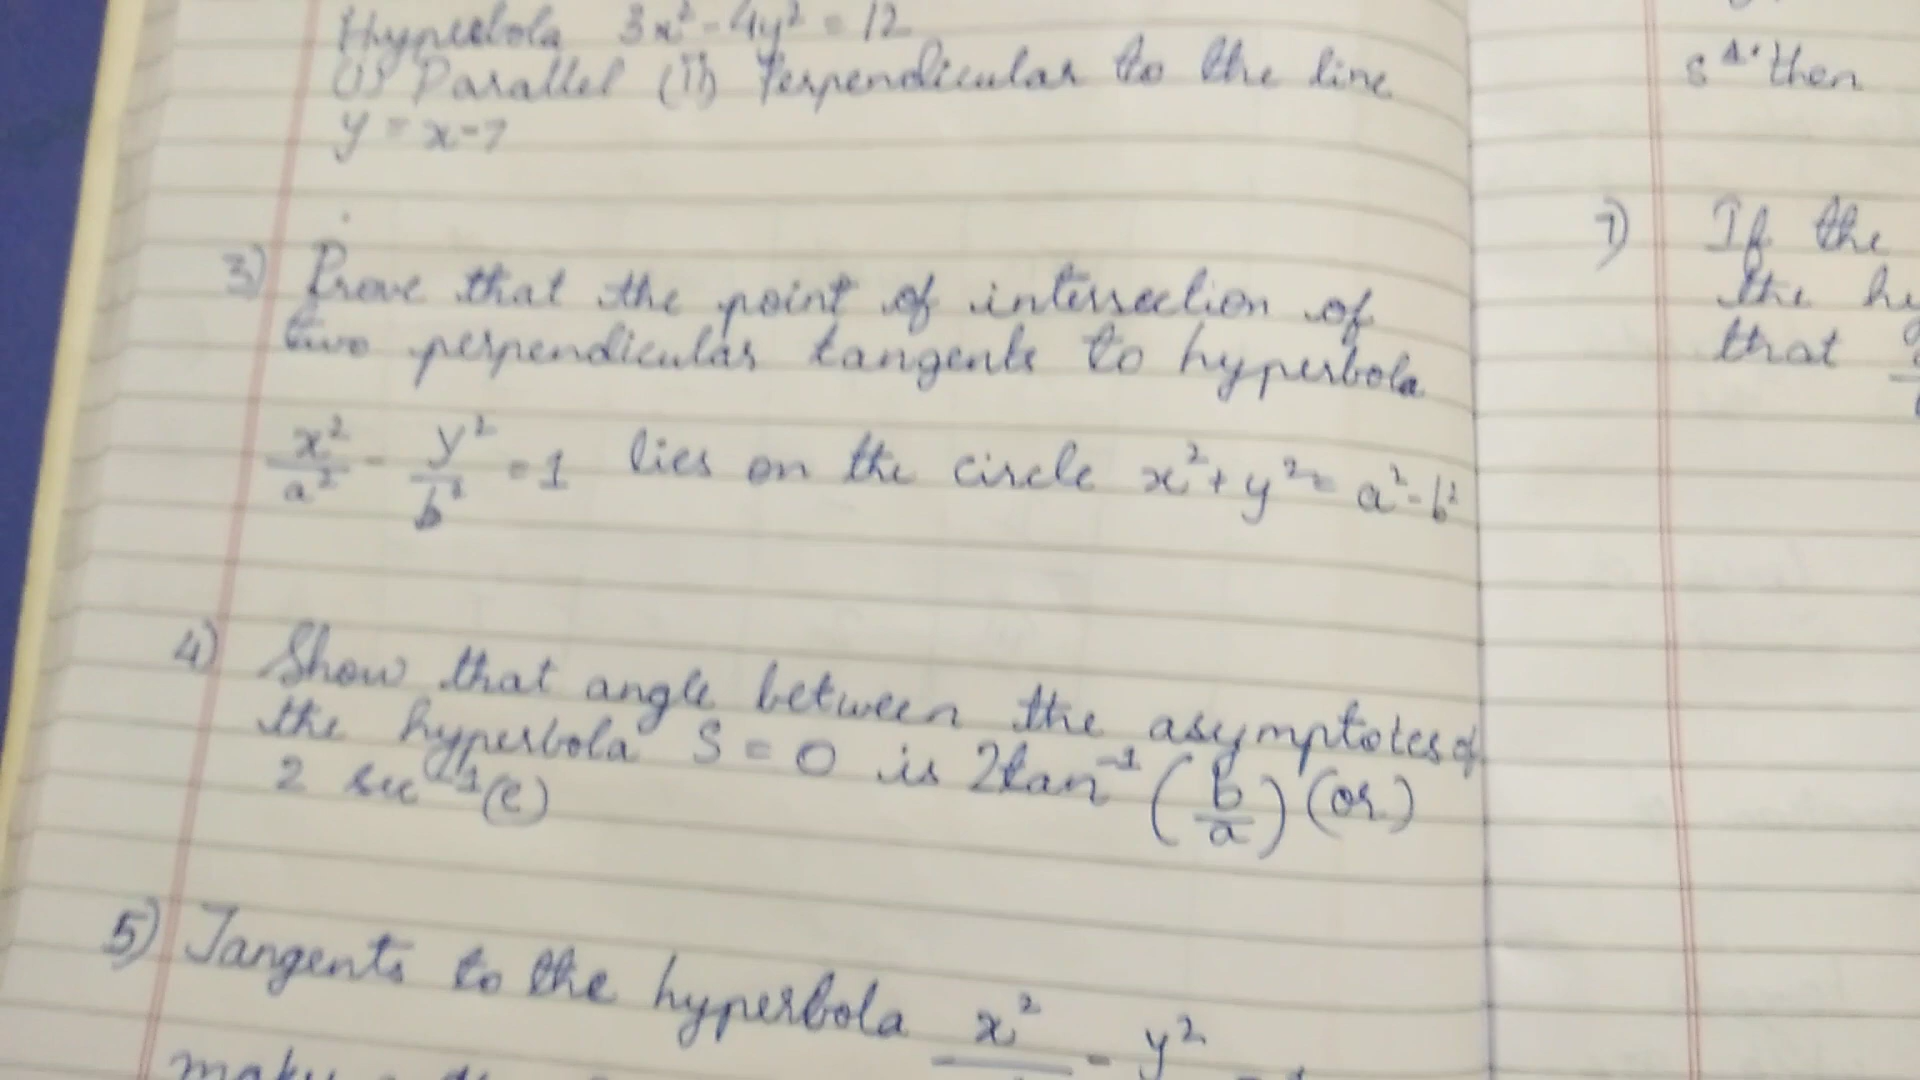 Hyperbola 3x² - 4y² = 12
(i) Parallel (ii) Perpendicular to the line
y = x-7
3) Prove that the point of intersection of
two perpendicular tangents to hyperbola
x²/a² - y²/b² = 1 lies on the circle x² + y² = a² - b²
4) Show that angle between the asymptotes of
the hyperbola S = 0 is 2tan⁻¹ (b/a) (or)
2 sec⁻¹(e)
5) Tangents to the hyperbola x² - y²
then
7) If the
the hy
that